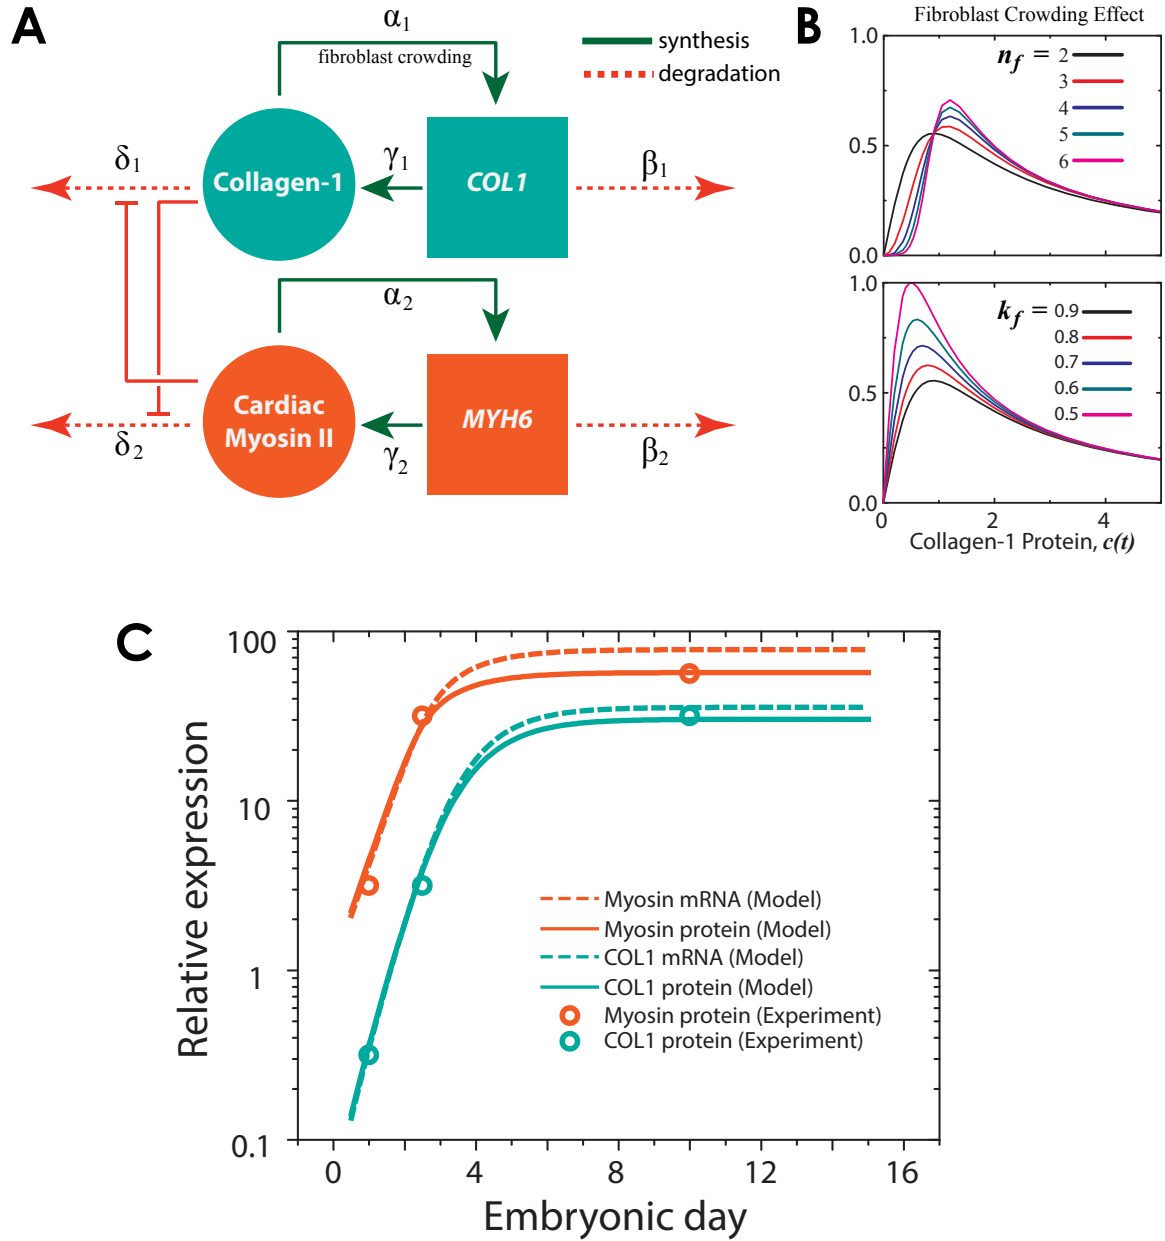 A
α1
fibroblast crowding
synthesis
degradation
δ1
Collagen-1
γ1
COL1
β1
α2
δ2
Cardiac
Myosin II
γ2
MYH6
β2
B
Fibroblast Crowding Effect
1.0
nf = 2
3
4
5
6
0.5
0.0
1.0
kf = 0.9
0.8
0.7
0.6
0.5
0.5
0.0
0 2 4
Collagen-1 Protein, c(t)
C
100
10
1
0.1
Relative expression
Myosin mRNA (Model)
Myosin protein (Model)
COL1 mRNA (Model)
COL1 protein (Model)
Myosin protein (Experiment)
COL1 protein (Experiment)
0 4 8 12 16
Embryonic day